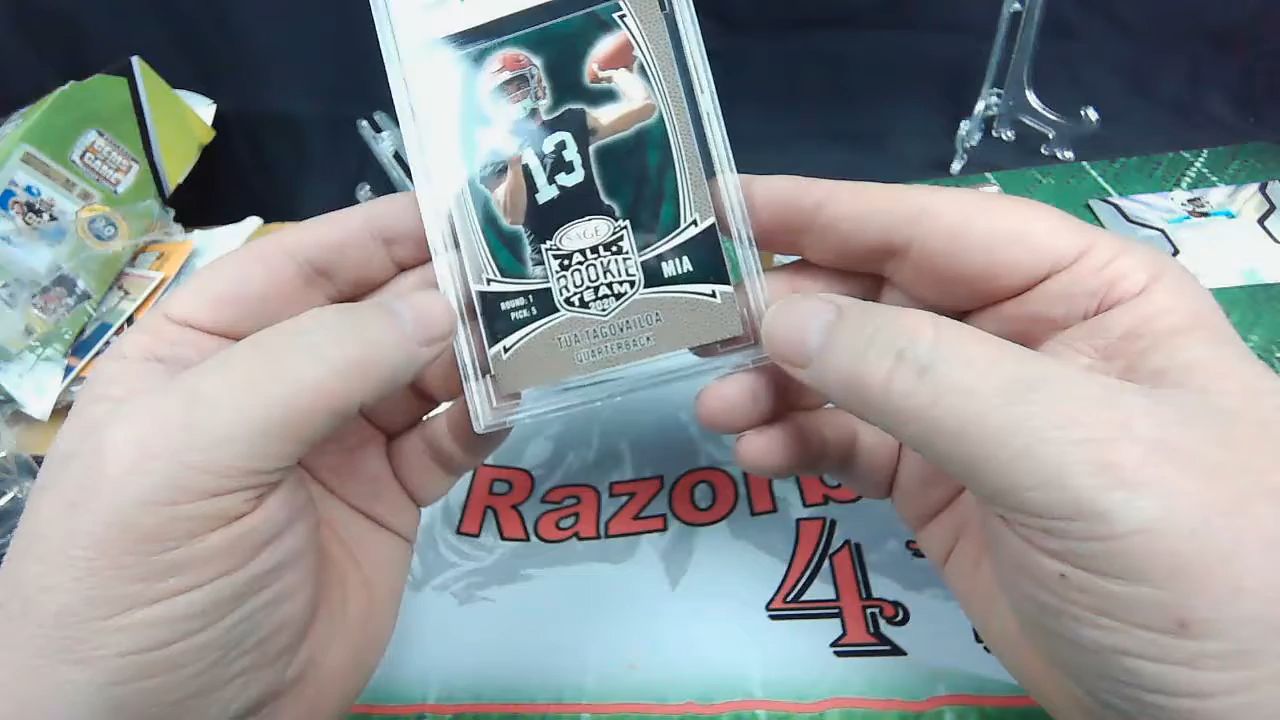 13
SAGE
ALL
ROOKIE
TEAM
2020
MIA
ROUND: 1
PICK: 5
TUA TAGOVAILOA
QUARTERBACK
Razorb
4